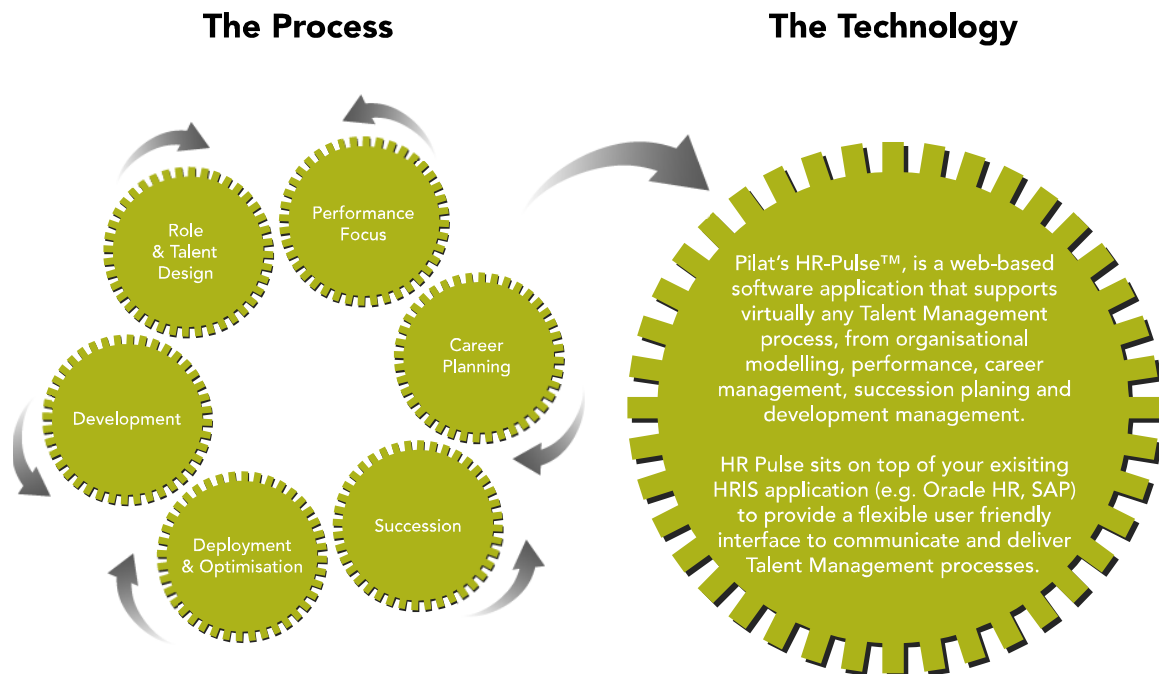 The Process
The Technology
Role
& Talent
Design
Performance
Focus
Career
Planning
Development
Deployment
& Optimisation
Succession
Pilat's HR-Pulse™, is a web-based
software application that supports
virtually any Talent Management
process, from organisational
modelling, performance, career
management, succession planing and
development management.
HR Pulse sits on top of your exisiting
HRIS application (e.g. Oracle HR, SAP)
to provide a flexible user friendly
interface to communicate and deliver
Talent Management processes.